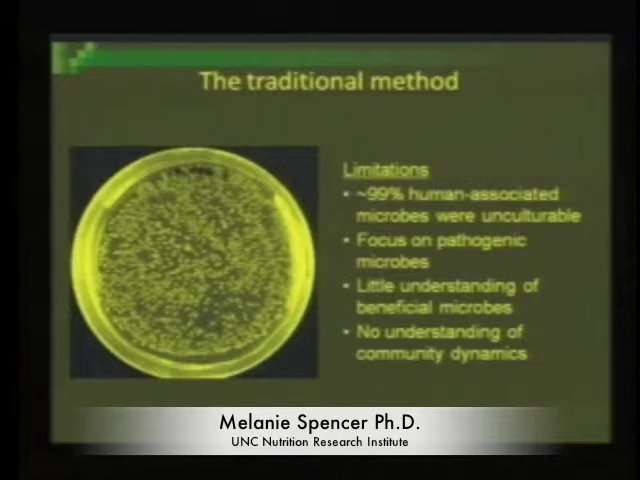 The traditional method
Limitations
• ~99% human-associated
microbes were unculturable
• Focus on pathogenic
microbes
• Little understanding of
beneficial microbes
• No understanding of
community dynamics
Melanie Spencer Ph.D.
UNC Nutrition Research Institute